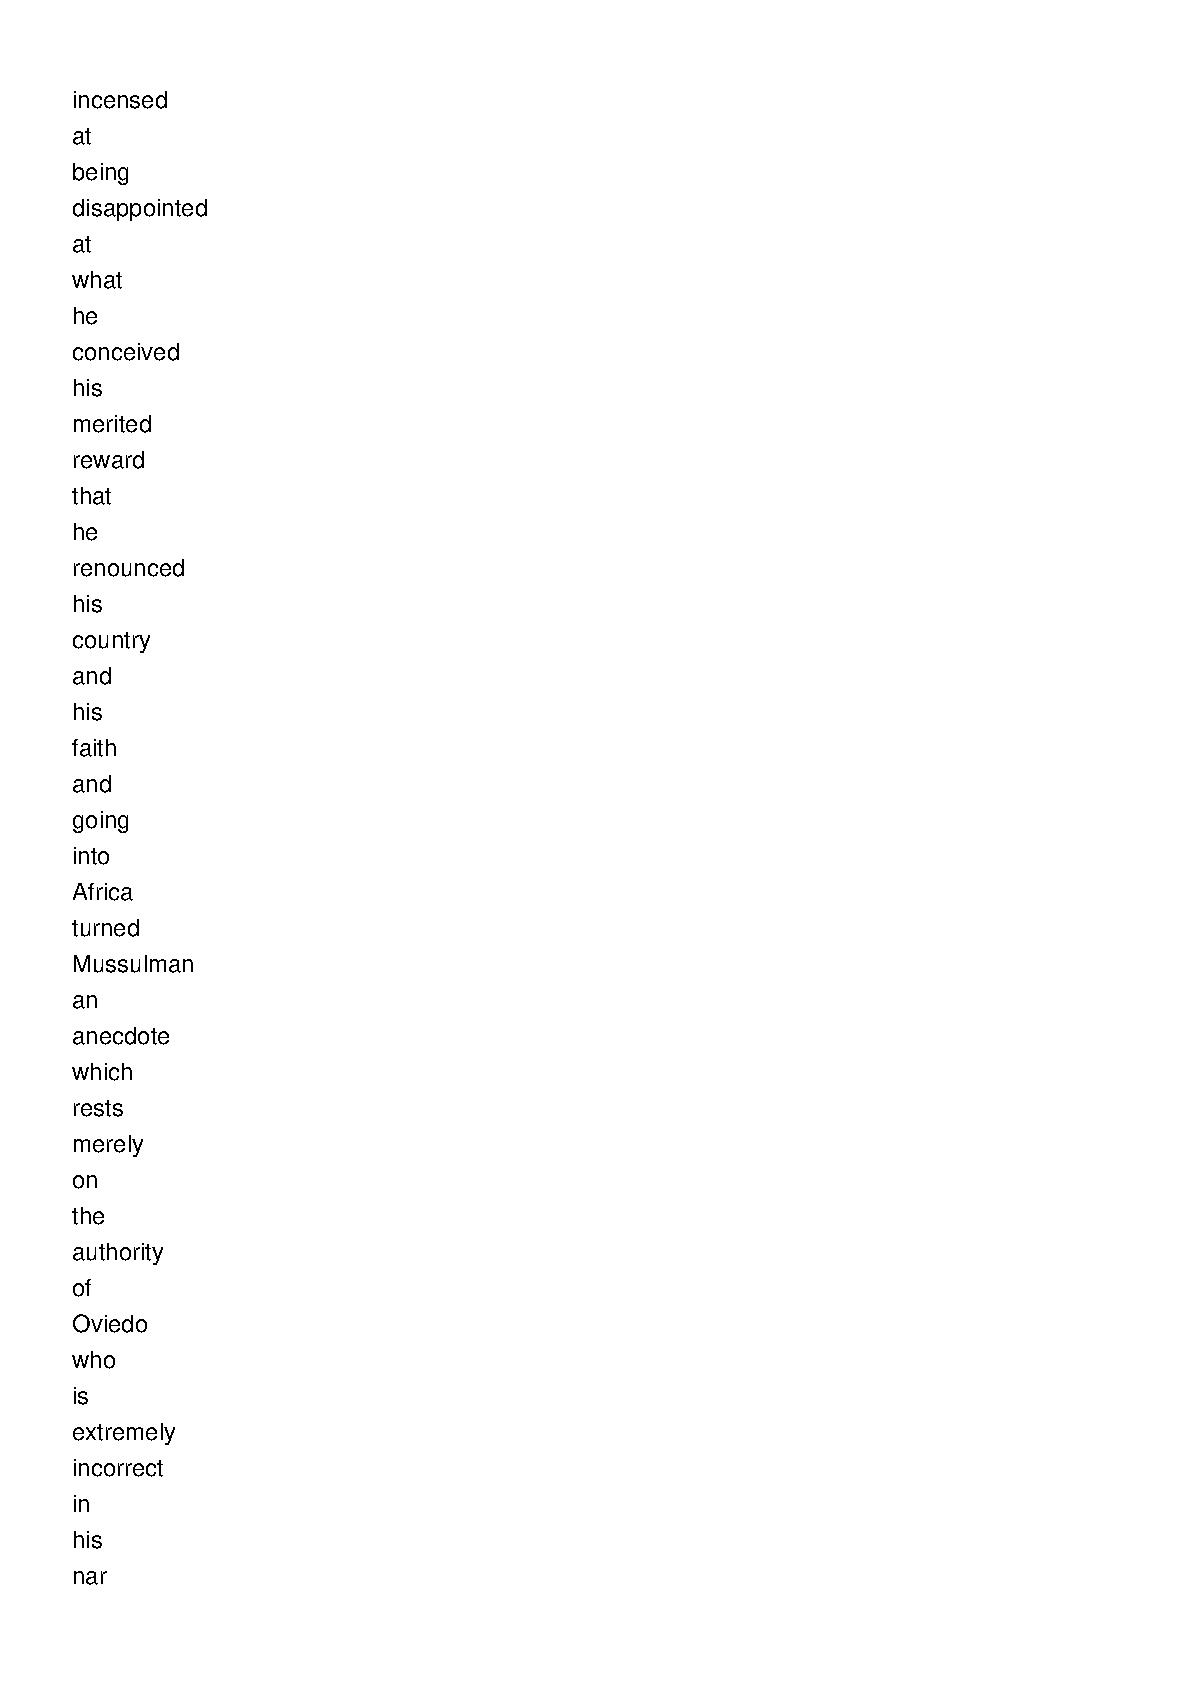 incensed
at
being
disappointed
at
what
he
conceived
his
merited
reward
that
he
renounced
his
country
and
his
faith
and
going
into
Africa
turned
Mussulman
an
anecdote
which
rests
merely
on
the
authority
of
Oviedo
who
is
extremely
incorrect
in
his
nar